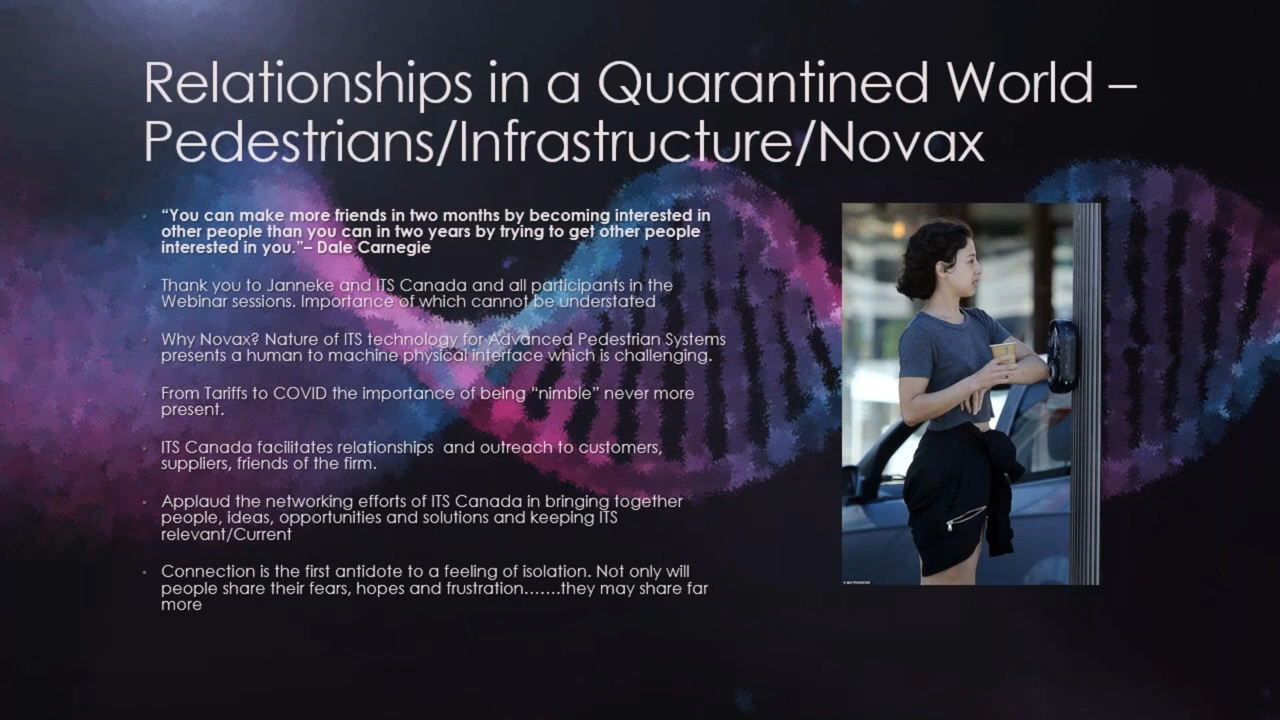 Relationships in a Quarantined World –
Pedestrians/Infrastructure/Novax
“You can make more friends in two months by becoming interested in
other people than you can in two years by trying to get other people
interested in you.”– Dale Carnegie
Thank you to Janneke and ITS Canada and all participants in the
Webinar sessions. Importance of which cannot be understated
Why Novax? Nature of ITS technology for Advanced Pedestrian Systems
presents a human to machine physical interface which is challenging.
From Tariffs to COVID the importance of being “nimble” never more
present.
ITS Canada facilitates relationships and outreach to customers,
suppliers, friends of the firm.
Applaud the networking efforts of ITS Canada in bringing together
people, ideas, opportunities and solutions and keeping ITS
relevant/Current
Connection is the first antidote to a feeling of isolation. Not only will
people share their fears, hopes and frustration…….they may share far
more